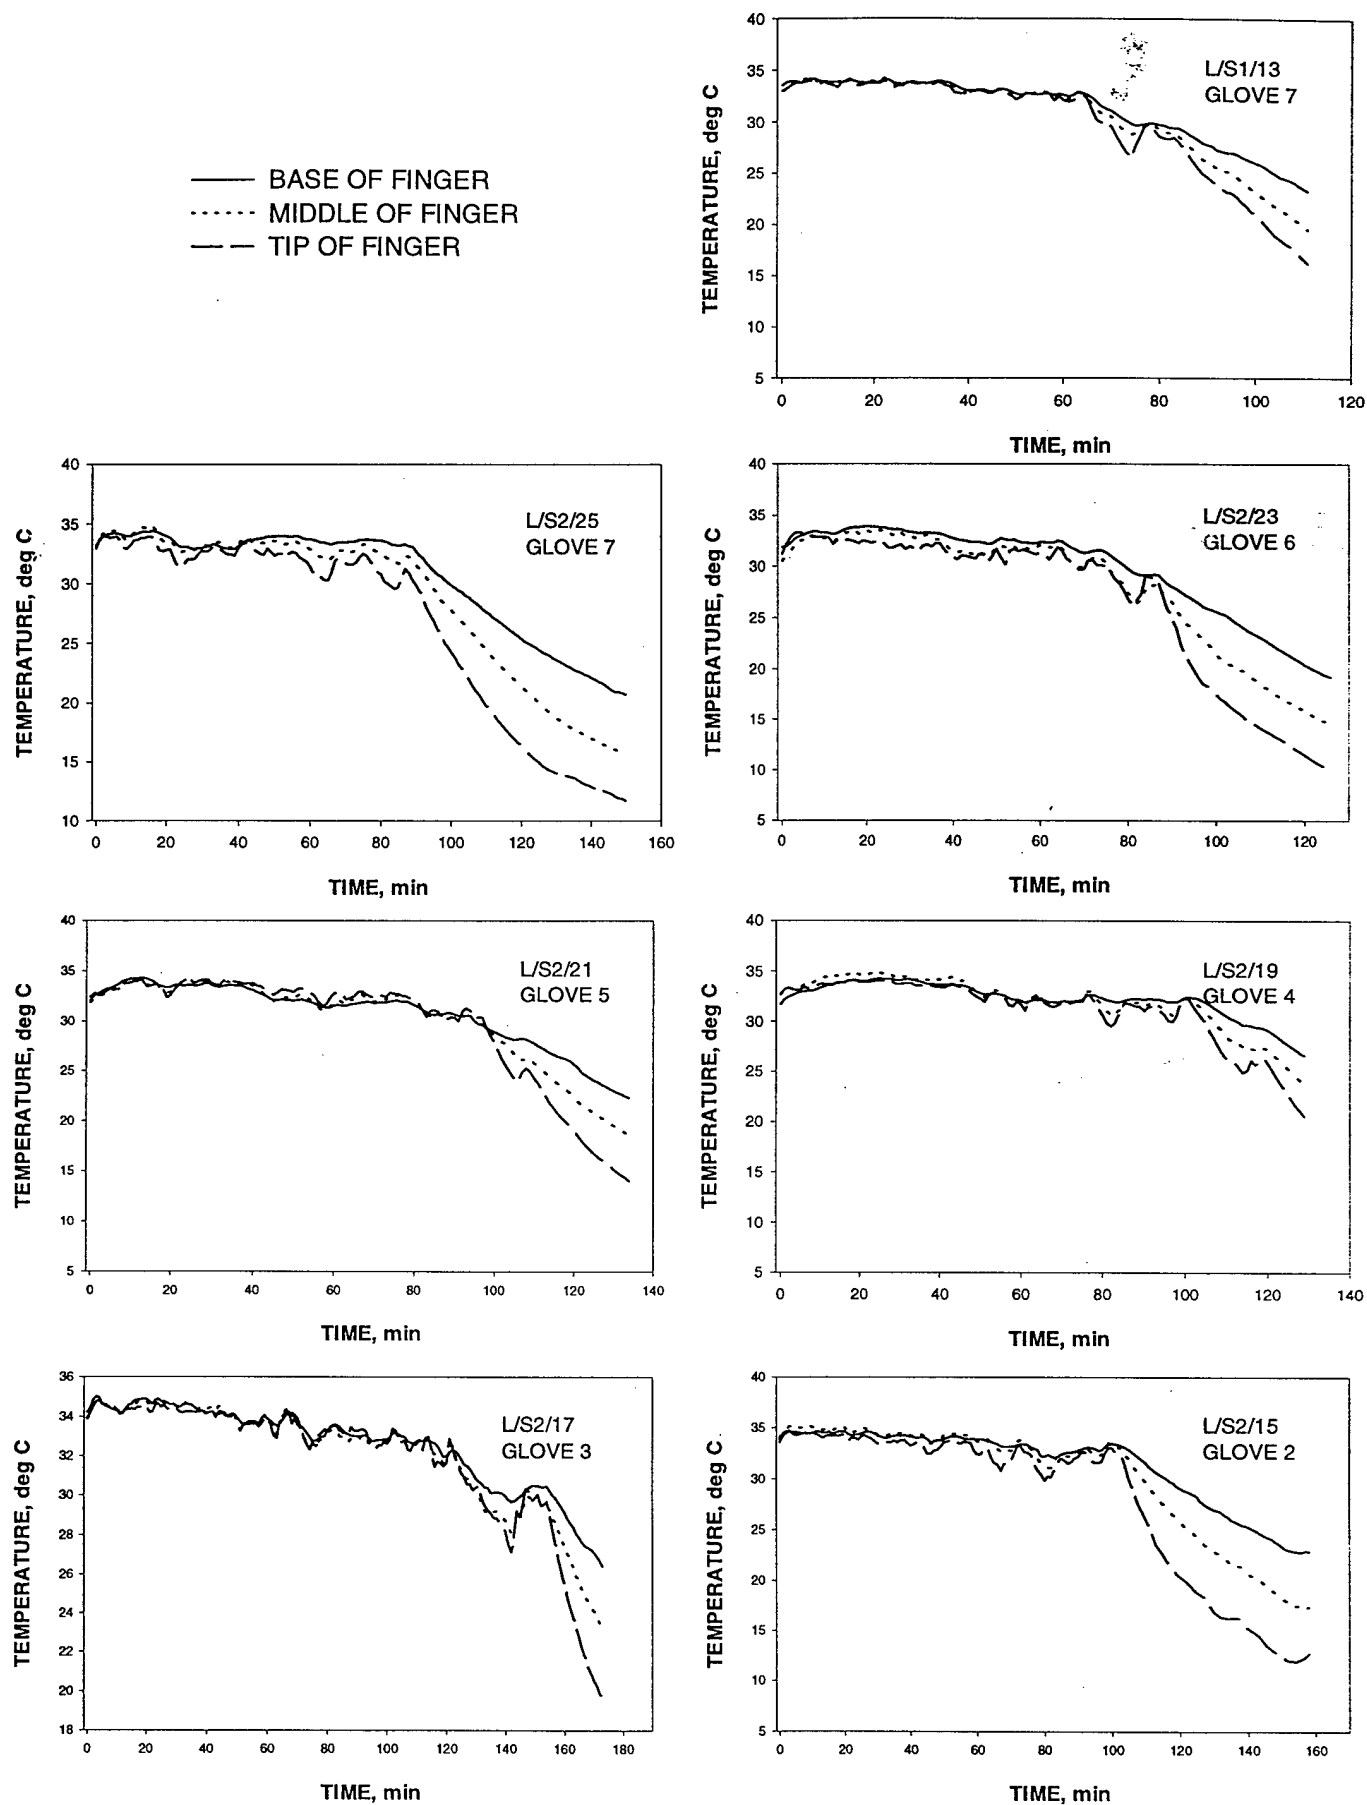 40
35
30
25
20
15
10
5
TEMPERATURE, deg C
L/S1/13
GLOVE 7
0 20 40 60 80 100 120
TIME, min
BASE OF FINGER
MIDDLE OF FINGER
TIP OF FINGER
40
35
30
25
20
15
10
TEMPERATURE, deg C
L/S2/25
GLOVE 7
0 20 40 60 80 100 120 140 160
TIME, min
40
35
30
25
20
15
10
5
TEMPERATURE, deg C
L/S2/23
GLOVE 6
0 20 40 60 80 100 120
TIME, min
40
35
30
25
20
15
10
5
TEMPERATURE, deg C
L/S2/21
GLOVE 5
0 20 40 60 80 100 120 140
TIME, min
40
35
30
25
20
15
10
5
TEMPERATURE, deg C
L/S2/19
GLOVE 4
0 20 40 60 80 100 120 140
TIME, min
36
34
32
30
28
26
24
22
20
18
TEMPERATURE, deg C
L/S2/17
GLOVE 3
0 20 40 60 80 100 120 140 160 180
TIME, min
40
35
30
25
20
15
10
5
TEMPERATURE, deg C
L/S2/15
GLOVE 2
0 20 40 60 80 100 120 140 160
TIME, min